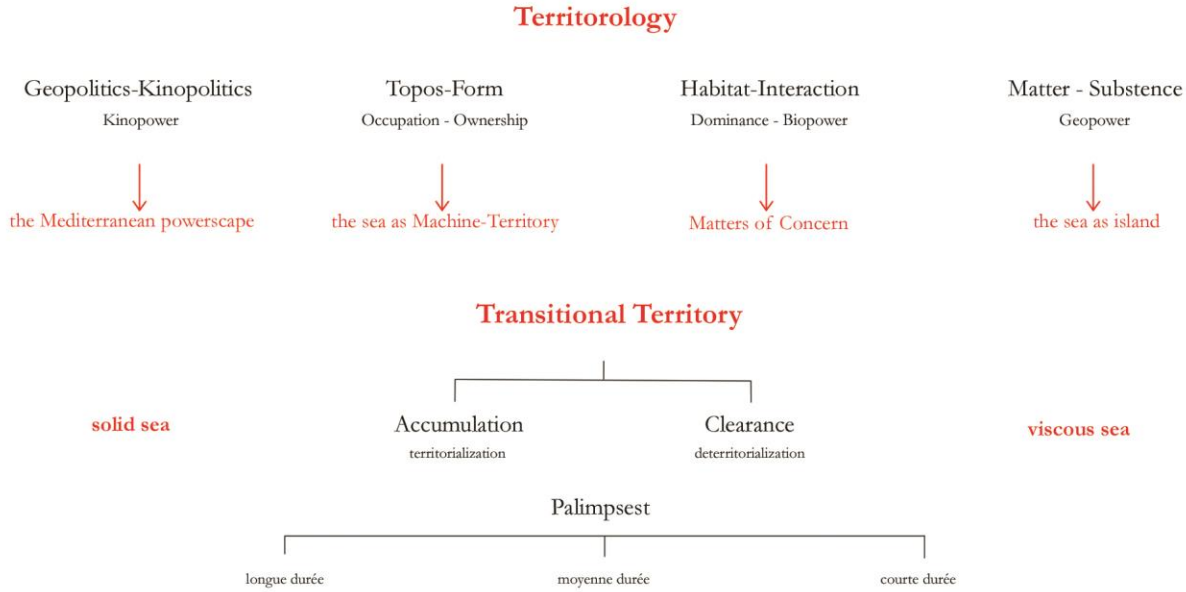 Territorology
Geopolitics-Kinopolitics
Kinopower
Topos-Form
Occupation - Ownership
Habitat-Interaction
Dominance - Biopower
Matter - Substence
Geopower
the Mediterranean powerscape
the sea as Machine-Territory
Matters of Concern
the sea as island
Transitional Territory
solid sea
Accumulation
territorialization
Clearance
deterritorialization
viscous sea
Palimpsest
longue durée
moyenne durée
courte durée